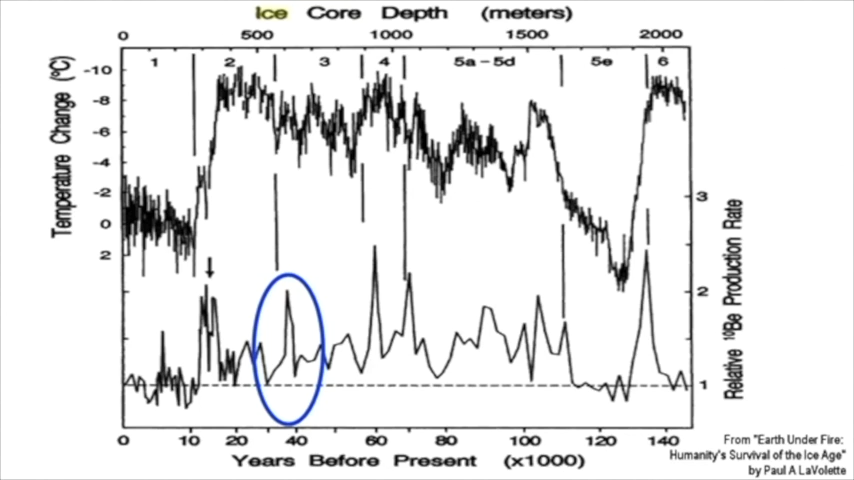 Ice Core Depth (meters)
0 500 1000 1500 2000
1 2 3 4 5a-5d 5e 6
Temperature Change (°C)
-10
-8
-6
-4
-2
0
2
3
2
1
Relative ¹⁰Be Production Rate
0 10 20 40 60 80 100 120 140
Years Before Present (x1000)
From "Earth Under Fire:
Humanity's Survival of the Ice Age"
by Paul A LaVolette